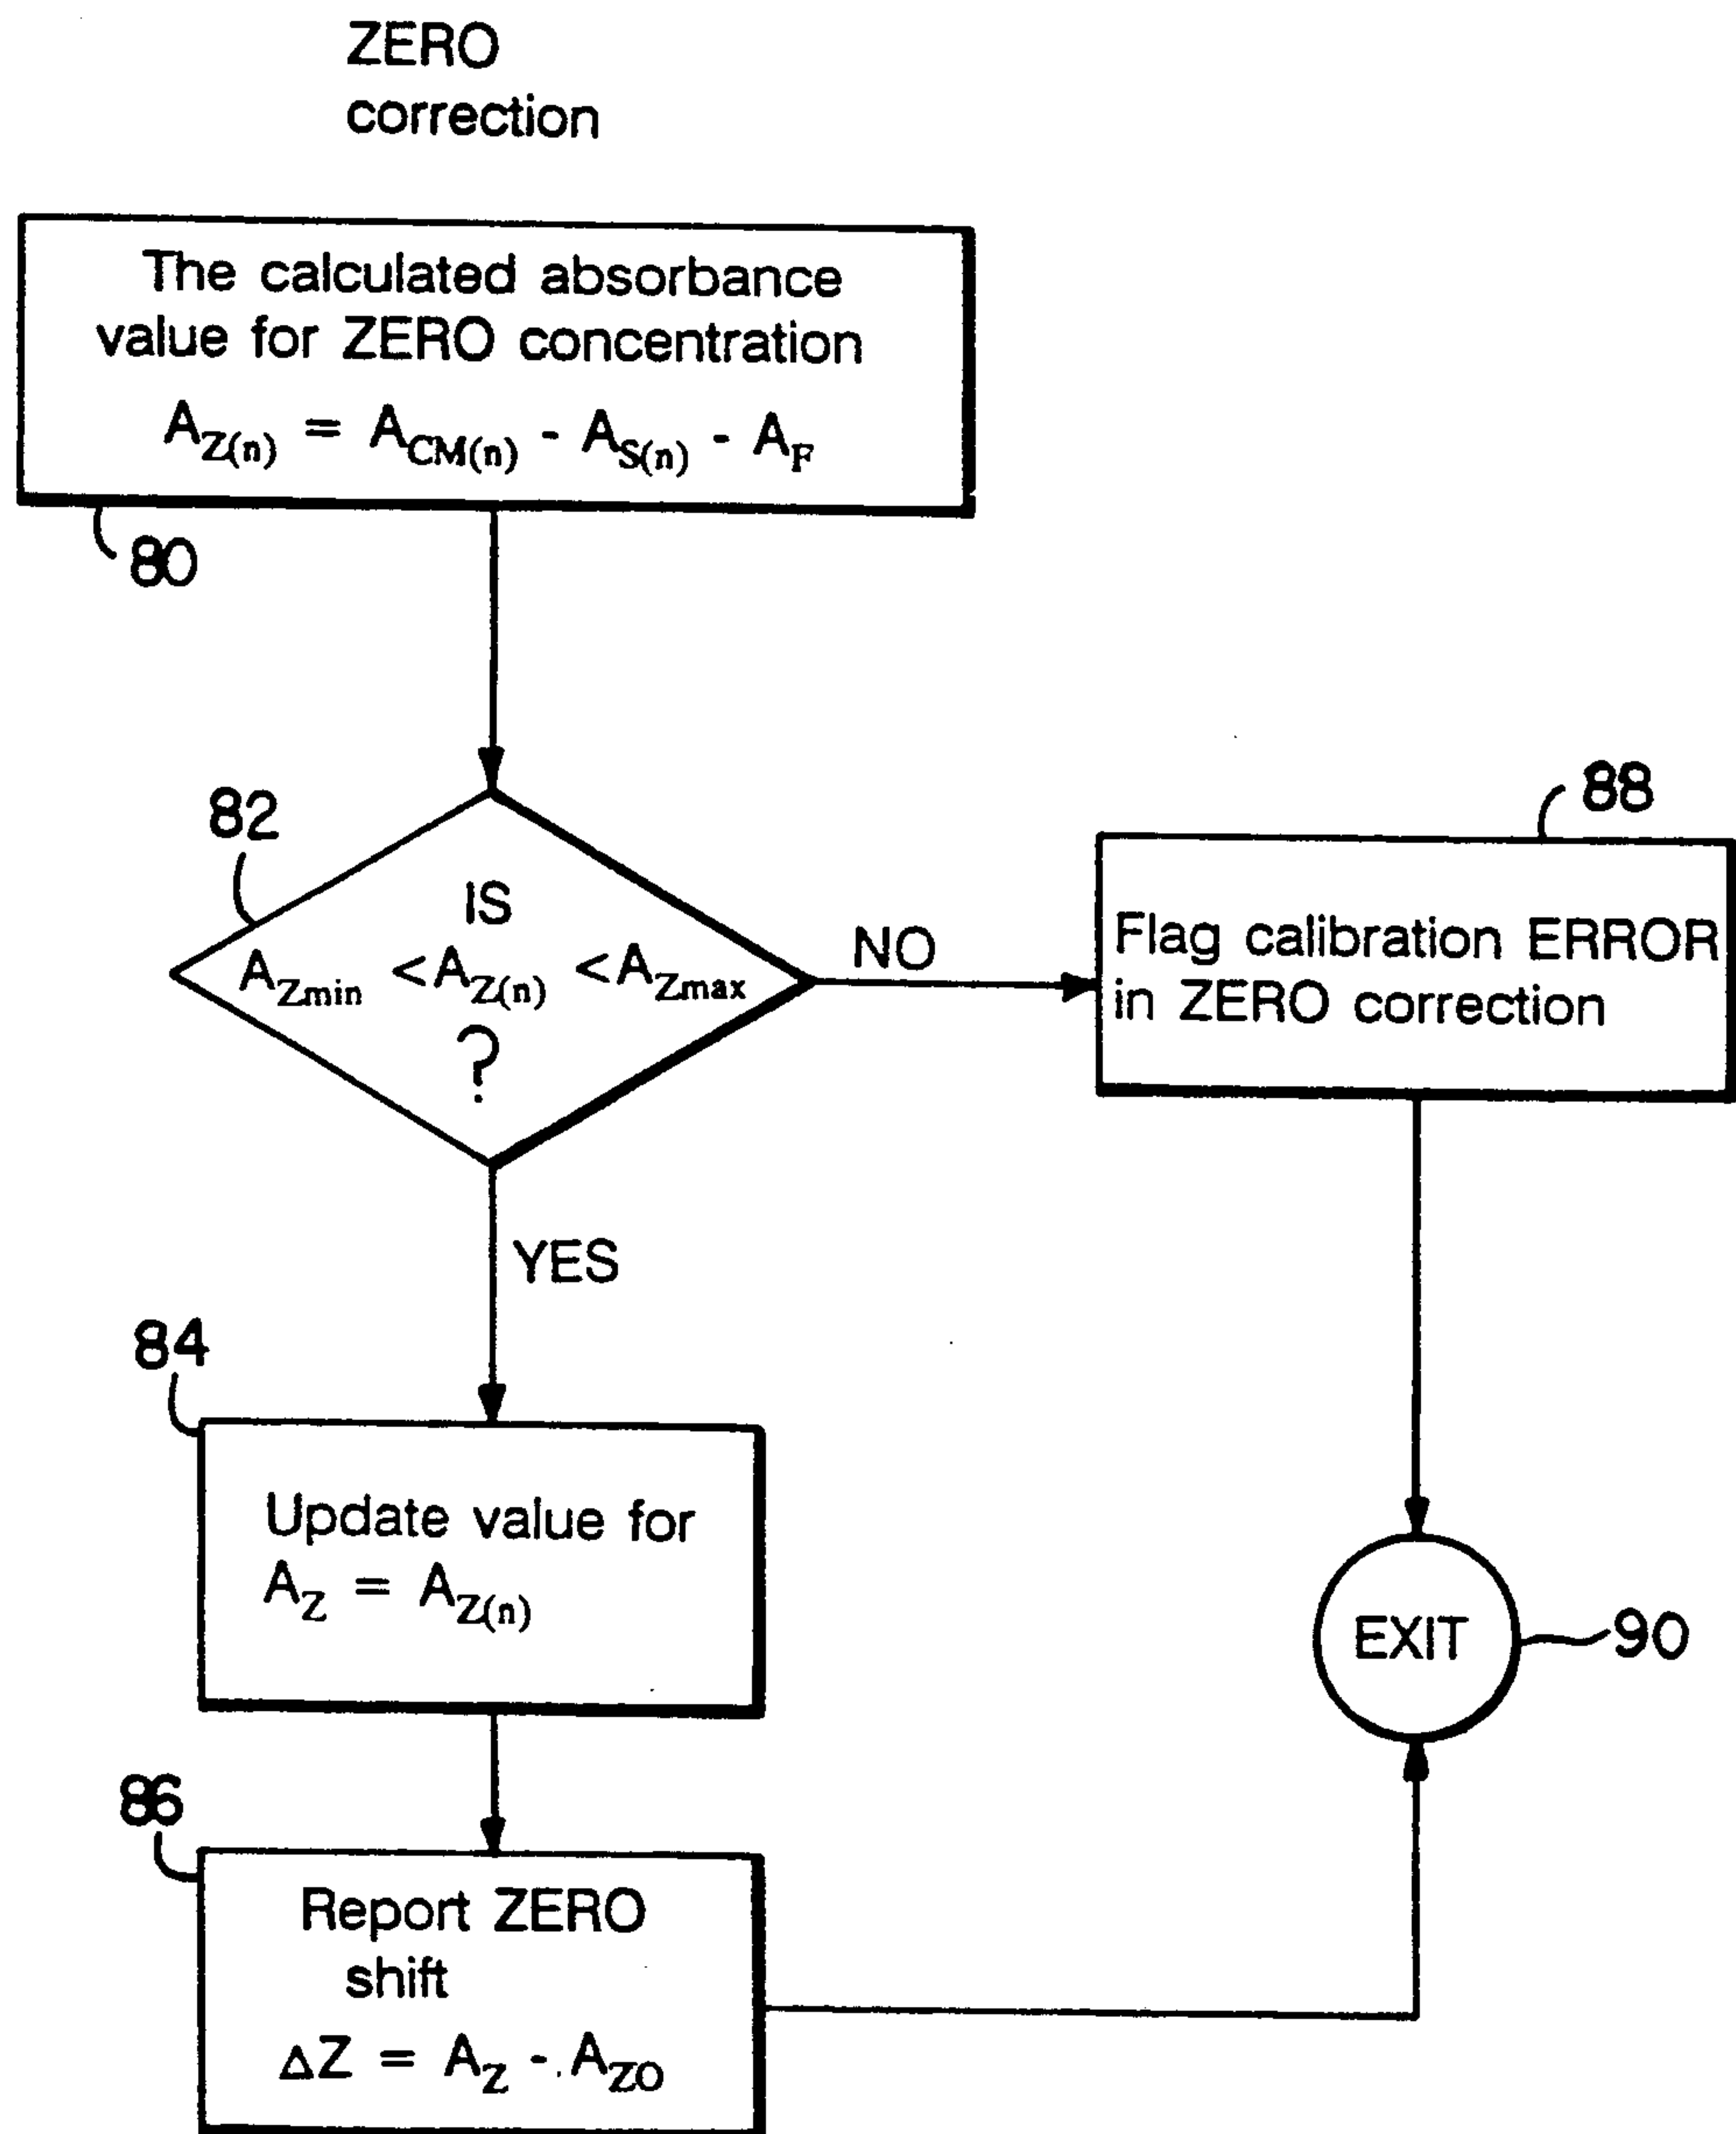 ZERO
correction
The calculated absorbance
value for ZERO concentration
A_Z(n) = A_CM(n) - A_S(n) - A_F
80
82
IS
A_Zmin < A_Z(n) < A_Zmax
?
NO
88
Flag calibration ERROR
in ZERO correction
YES
84
Update value for
A_Z = A_Z(n)
EXIT
90
86
Report ZERO
shift
ΔZ = A_Z - A_ZO